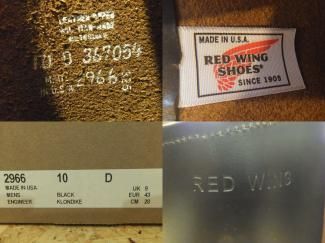 367054
2966
MADE IN U.S.A.
RED WING
SHOES®
SINCE 1905
2966 10 D
MADE IN USA
MENS BLACK
ENGINEER KLONDIKE
UK 9
EUR 43
CM 28
RED WING